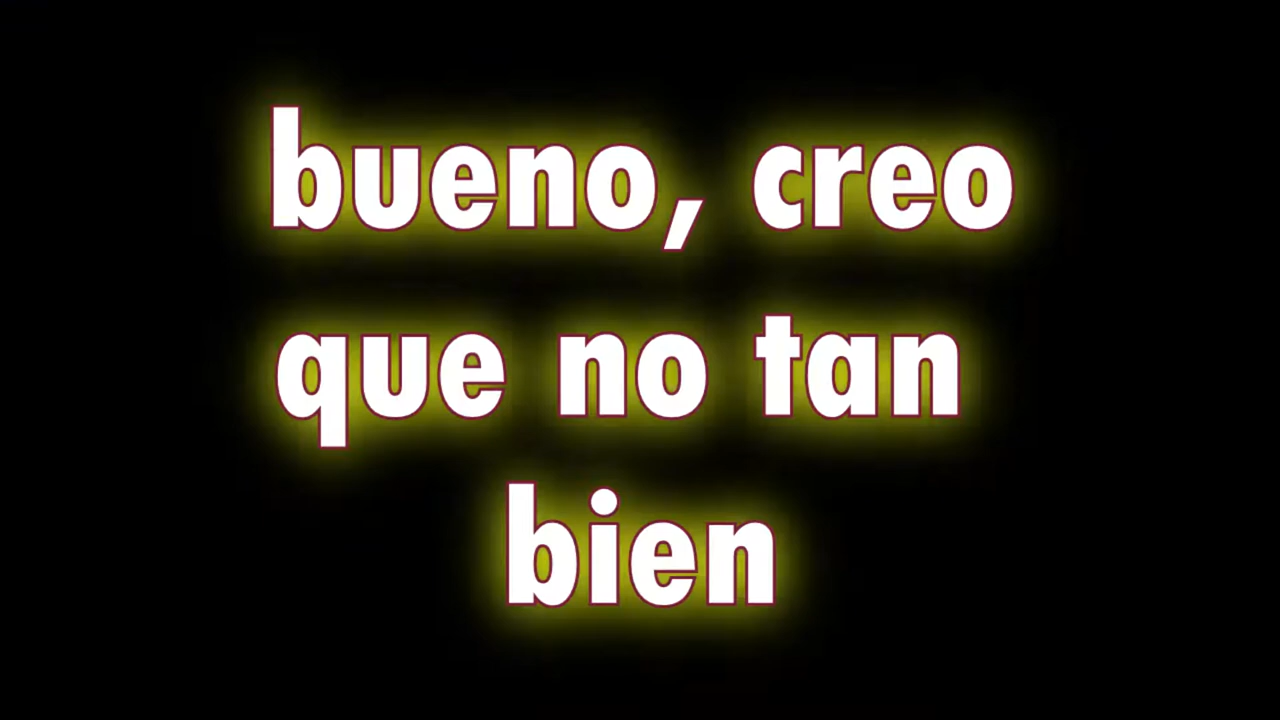 bueno, creo
que no tan
bien